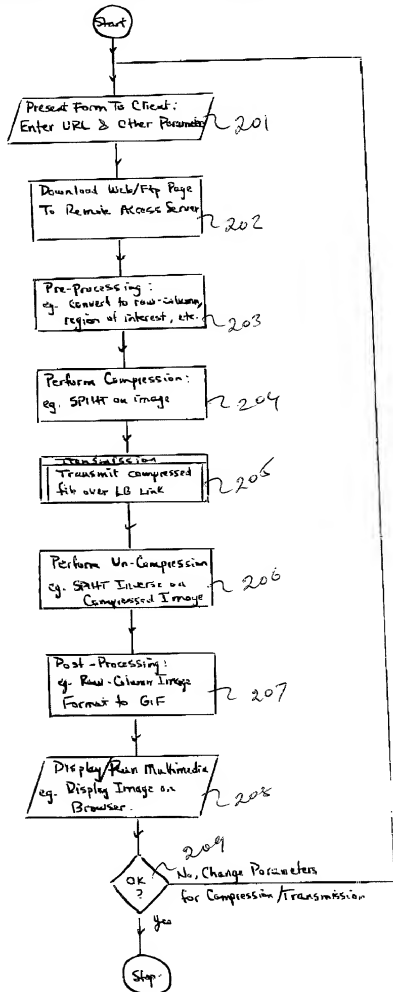 Start
Present Form To Client:
Enter URL & Other Parameters
201
Download Web/Ftp Page
To Remote Access Server
202
Pre-Processing:
eg. Convert to row-column,
region of interest, etc.
203
Perform Compression:
eg. SPIHT on image
204
Transmission
Transmit compressed
file over LB Link
205
Perform Un-Compression
eg. SPIHT Inverse on
Compressed Image
206
Post-Processing:
eg. Row-Column Image
Format to GIF
207
Display/Run Multimedia
eg. Display Image on
Browser.
208
209
OK
?
No, Change Parameters
for Compression/Transmission
Yes
Stop.